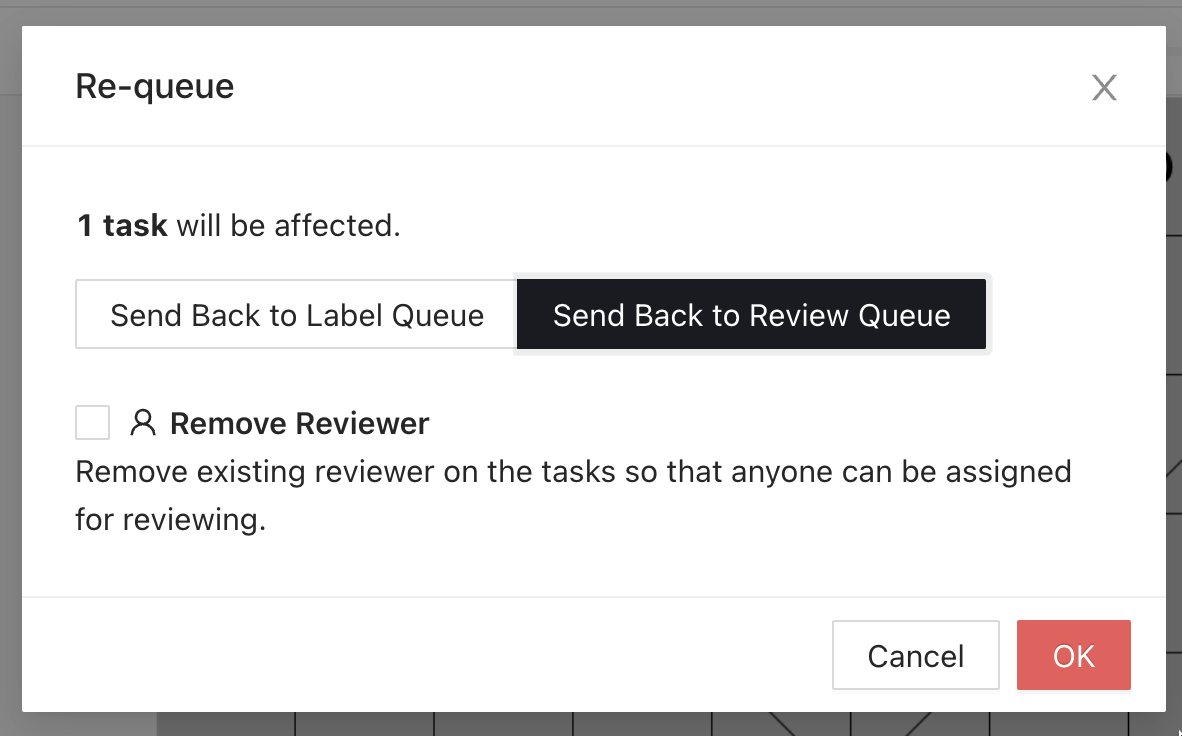 Re-queue
1 task will be affected.
Send Back to Label Queue
Send Back to Review Queue
Remove Reviewer
Remove existing reviewer on the tasks so that anyone can be assigned
for reviewing.
Cancel
OK